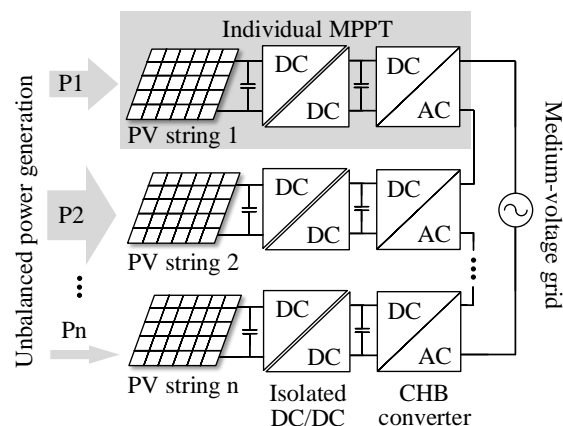 Individual MPPT
P1
DC
DC
DC
AC
PV string 1
P2
DC
DC
DC
AC
PV string 2
Pn
DC
DC
DC
AC
PV string n
Isolated
DC/DC
CHB
converter
Unbalanced power generation
Medium-voltage grid